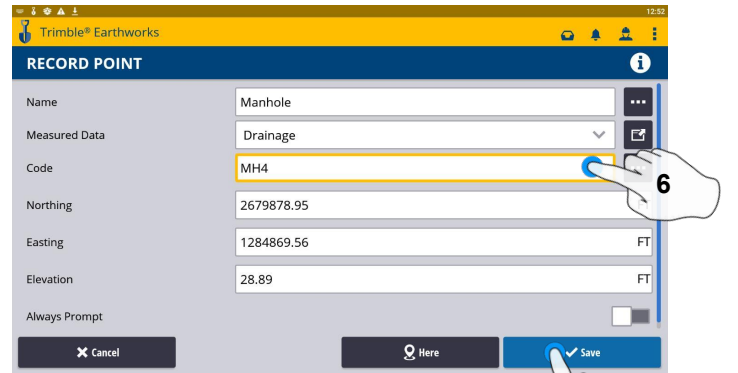 12:52
Trimble® Earthworks
RECORD POINT
Name Manhole
Measured Data Drainage
Code MH4
6
Northing 2679878.95
Easting 1284869.56 FT
Elevation 28.89 FT
Always Prompt
Cancel Here Save